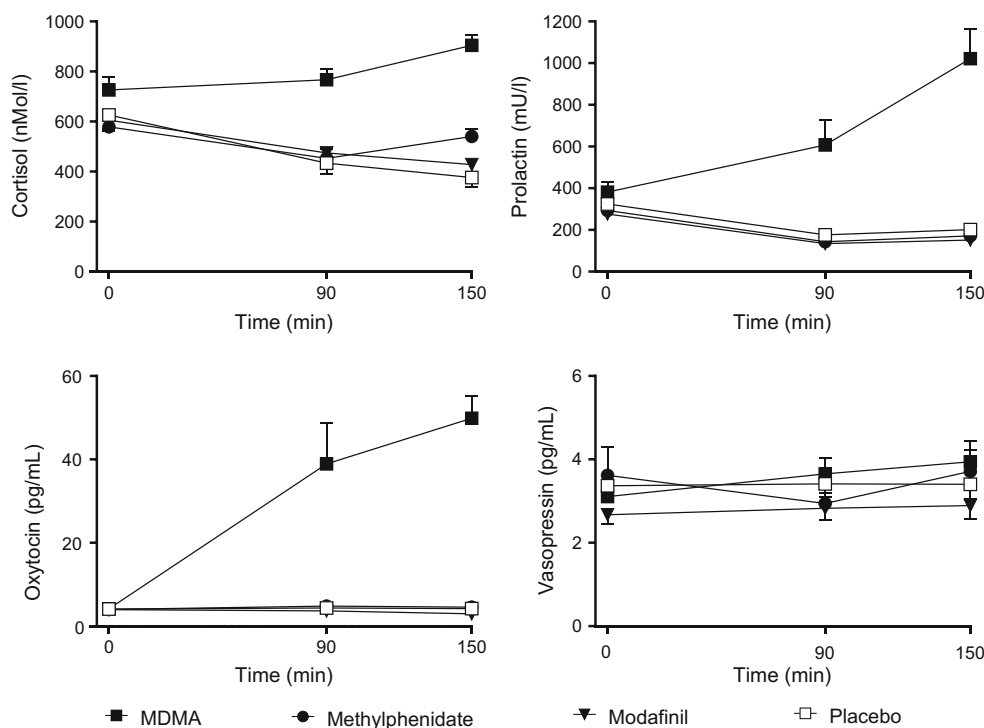 Cortisol (nMol/l)
1000
800
600
400
200
0
0 90 150
Time (min)
Prolactin (mU/l)
1200
1000
800
600
400
200
0
0 90 150
Time (min)
Oxytocin (pg/mL)
60
40
20
0
0 90 150
Time (min)
Vasopressin (pg/mL)
6
4
2
0
0 90 150
Time (min)
MDMA Methylphenidate Modafinil Placebo